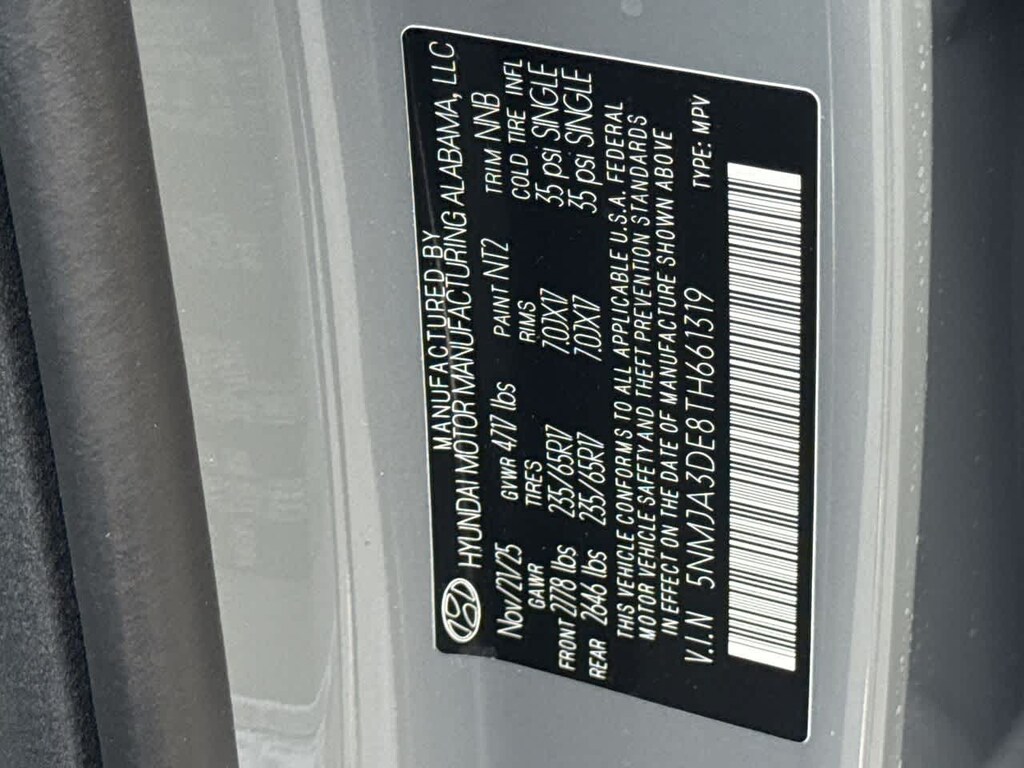 MANUFACTURED BY
HYUNDAI MOTOR MANUFACTURING ALABAMA, LLC
Nov/21/25 GVWR 4717 lbs PAINT NT2 TRIM NNB
GAWR TIRES RIMS COLD TIRE INFL
FRONT 2778 lbs 235/65R17 7.0JX17 35 psi SINGLE
REAR 2646 lbs 235/65R17 7.0JX17 35 psi SINGLE
THIS VEHICLE CONFORMS TO ALL APPLICABLE U.S.A. FEDERAL
MOTOR VEHICLE SAFETY AND THEFT PREVENTION STANDARDS
IN EFFECT ON THE DATE OF MANUFACTURE SHOWN ABOVE
V.I.N 5NMJA3DE8TH661319 TYPE: MPV